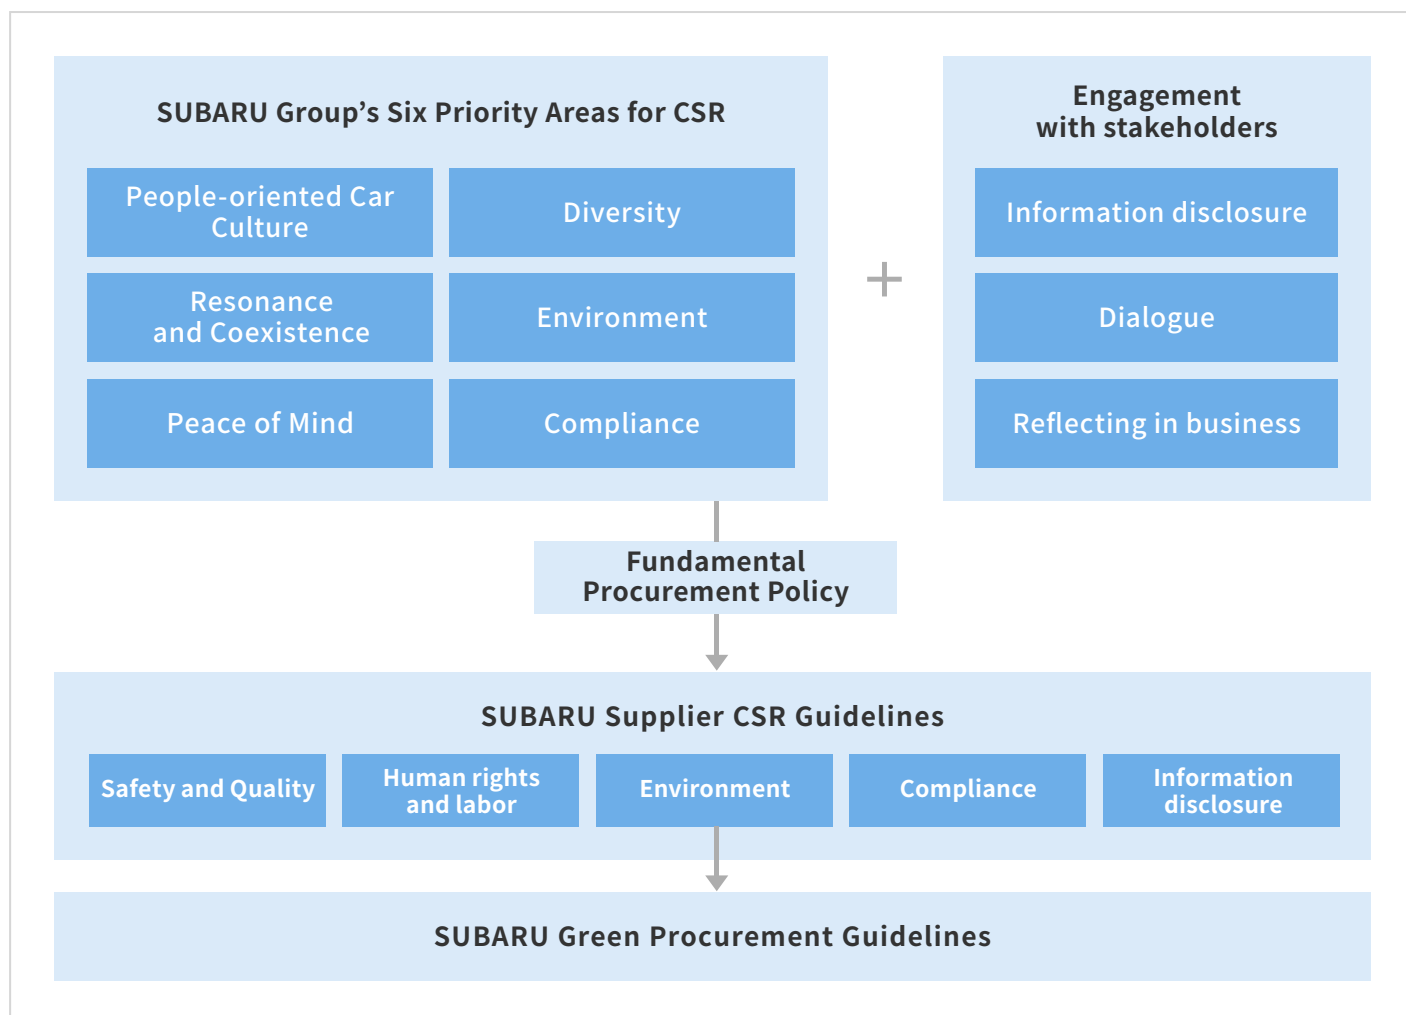 SUBARU Group’s Six Priority Areas for CSR
People-oriented Car
Culture
Diversity
Resonance
and Coexistence
Environment
Peace of Mind
Compliance
+
Engagement
with stakeholders
Information disclosure
Dialogue
Reflecting in business
Fundamental
Procurement Policy
SUBARU Supplier CSR Guidelines
Safety and Quality
Human rights
and labor
Environment
Compliance
Information
disclosure
SUBARU Green Procurement Guidelines